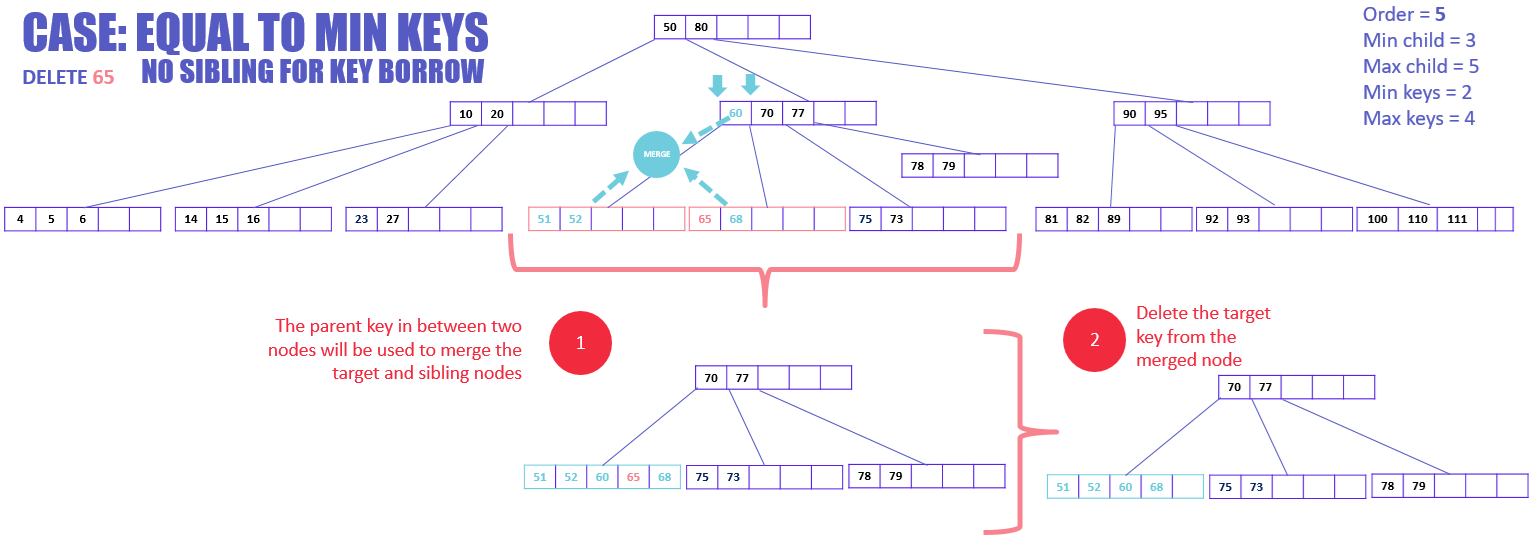 CASE: EQUAL TO MIN KEYS
DELETE 65 NO SIBLING FOR KEY BORROW
Order = 5
Min child = 3
Max child = 5
Min keys = 2
Max keys = 4
50 80
10 20
60 70 77
90 95
MERGE
78 79
4 5 6
14 15 16
23 27
51 52
65 68
75 73
81 82 89
92 93
100 110 111
The parent key in between two
nodes will be used to merge the
target and sibling nodes
1
2
Delete the target
key from the
merged node
70 77
51 52 60 65 68
75 73
78 79
70 77
51 52 60 68
75 73
78 79